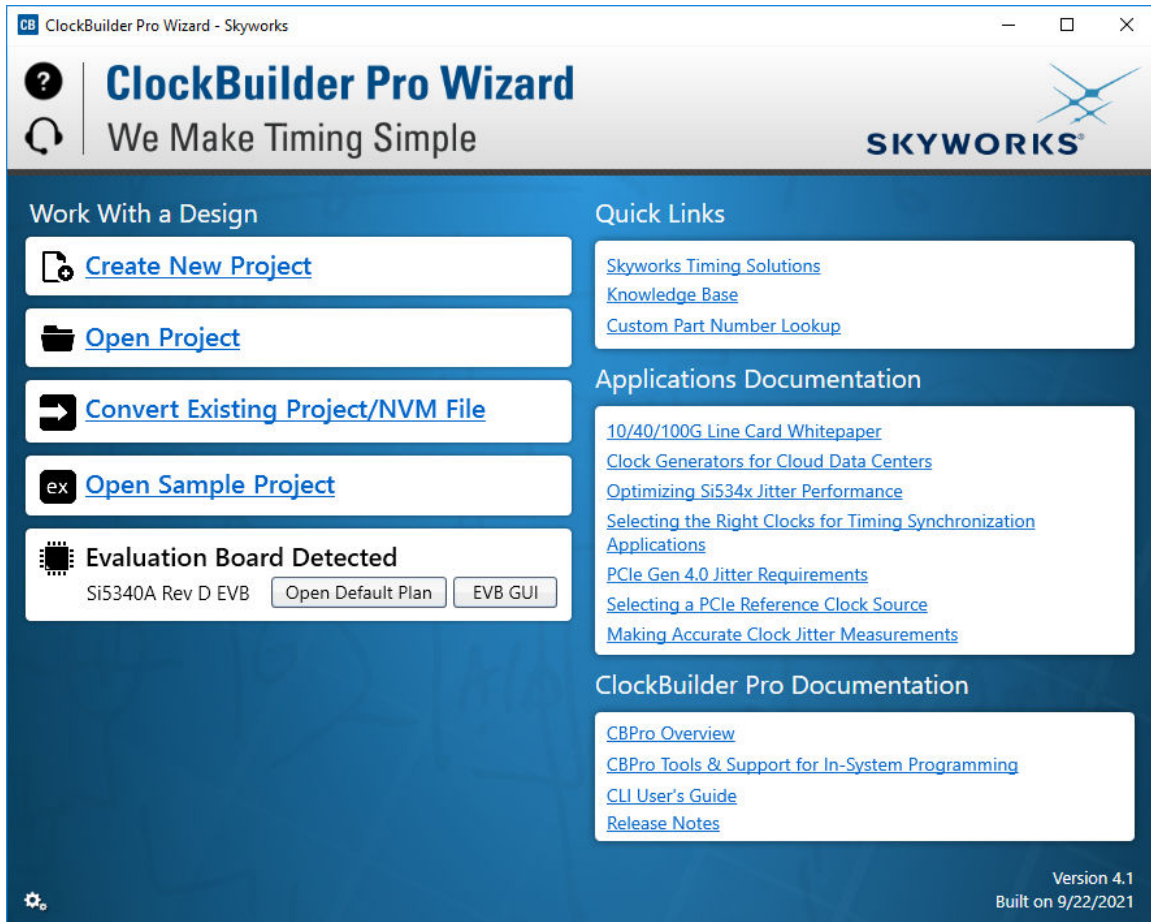 CB ClockBuilder Pro Wizard - Skyworks
?
ClockBuilder Pro Wizard
We Make Timing Simple
SKYWORKS®
Work With a Design
Create New Project
Open Project
Convert Existing Project/NVM File
ex Open Sample Project
Evaluation Board Detected
Si5340A Rev D EVB Open Default Plan EVB GUI
Quick Links
Skyworks Timing Solutions
Knowledge Base
Custom Part Number Lookup
Applications Documentation
10/40/100G Line Card Whitepaper
Clock Generators for Cloud Data Centers
Optimizing Si534x Jitter Performance
Selecting the Right Clocks for Timing Synchronization
Applications
PCIe Gen 4.0 Jitter Requirements
Selecting a PCIe Reference Clock Source
Making Accurate Clock Jitter Measurements
ClockBuilder Pro Documentation
CBPro Overview
CBPro Tools & Support for In-System Programming
CLI User's Guide
Release Notes
Version 4.1
Built on 9/22/2021